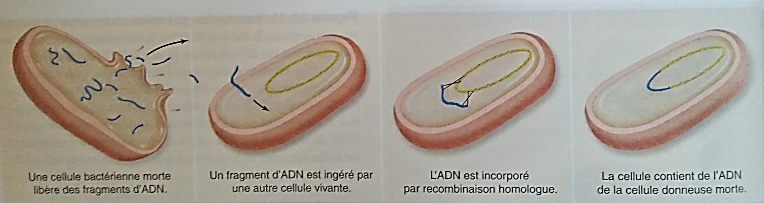 Une cellule bactérienne morte
libère des fragments d'ADN.
Un fragment d'ADN est ingéré par
une autre cellule vivante.
L'ADN est incorporé
par recombinaison homologue.
La cellule contient de l'ADN
de la cellule donneuse morte.